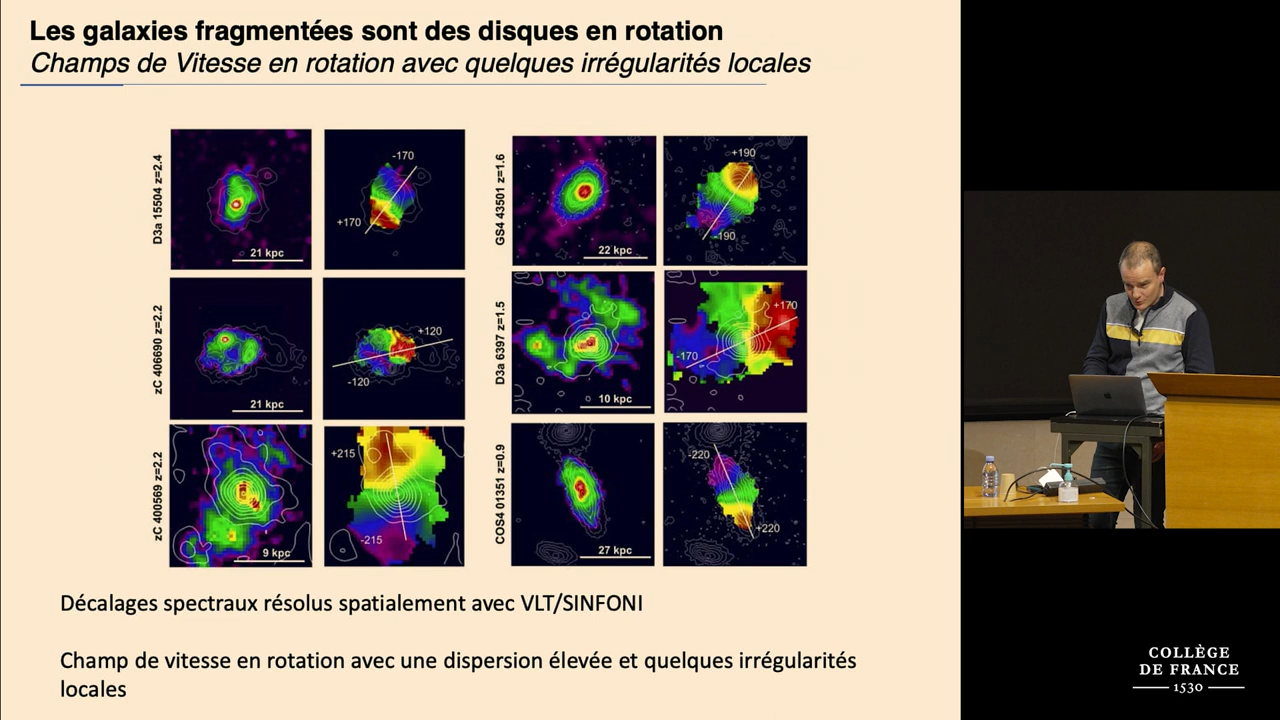 Les galaxies fragmentées sont des disques en rotation
Champs de Vitesse en rotation avec quelques irrégularités locales
D3a 15504 z=2.4
21 kpc
-170
+170
GS4 43501 z=1.6
22 kpc
+190
-190
zC 406690 z=2.2
21 kpc
+120
-120
D3a 6397 z=1.5
10 kpc
+170
-170
zC 400569 z=2.2
9 kpc
+215
-215
COS4 01351 z=0.9
27 kpc
-220
+220
Décalages spectraux résolus spatialement avec VLT/SINFONI
Champ de vitesse en rotation avec une dispersion élevée et quelques irrégularités
locales
COLLÈGE
DE FRANCE
1530